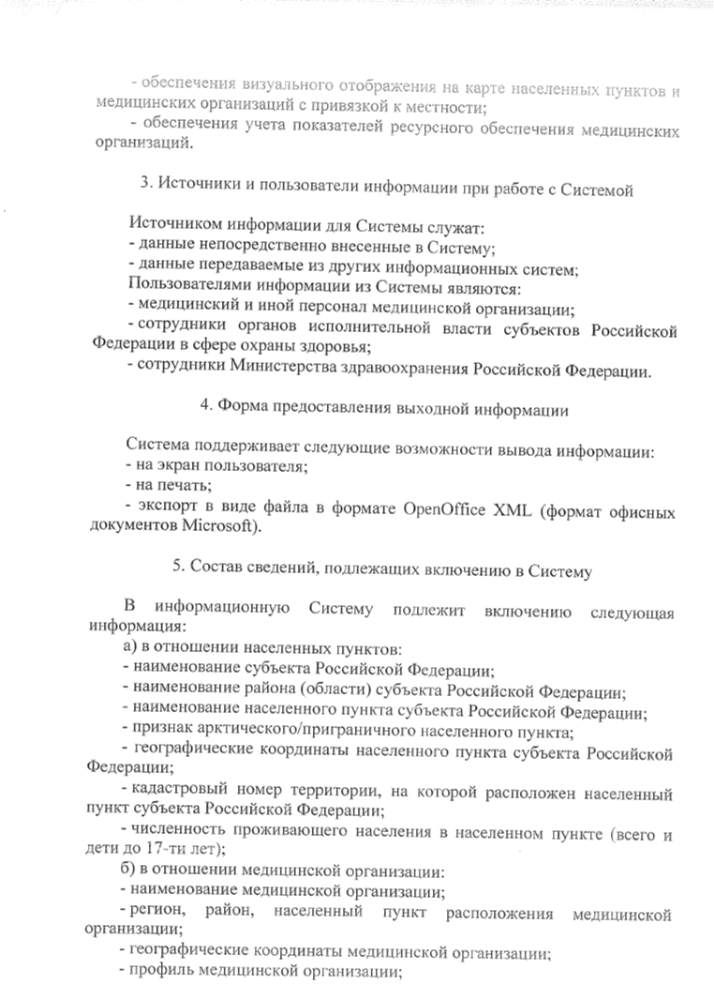 - обеспечения визуального отображения на карте населенных пунктов и
медицинских организаций с привязкой к местности;
- обеспечения учета показателей ресурсного обеспечения медицинских
организаций.
3. Источники и пользователи информации при работе с Системой
Источником информации для Системы служат:
- данные непосредственно внесенные в Систему;
- данные передаваемые из других информационных систем;
Пользователями информации из Системы являются:
- медицинский и иной персонал медицинской организации;
- сотрудники органов исполнительной власти субъектов Российской
Федерации в сфере охраны здоровья;
- сотрудники Министерства здравоохранения Российской Федерации.
4. Форма предоставления выходной информации
Система поддерживает следующие возможности вывода информации:
- на экран пользователя;
- на печать;
- экспорт в виде файла в формате OpenOffice XML (формат офисных
документов Microsoft).
5. Состав сведений, подлежащих включению в Систему
В информационную Систему подлежит включению следующая
информация:
а) в отношении населенных пунктов:
- наименование субъекта Российской Федерации;
- наименование района (области) субъекта Российской Федерации;
- наименование населенного пункта субъекта Российской Федерации;
- признак арктического/приграничного населенного пункта;
- географические координаты населенного пункта субъекта Российской
Федерации;
- кадастровый номер территории, на которой расположен населенный
пункт субъекта Российской Федерации;
- численность проживающего населения в населенном пункте (всего и
дети до 17-ти лет);
б) в отношении медицинской организации:
- наименование медицинской организации;
- регион, район, населенный пункт расположения медицинской
организации;
- географические координаты медицинской организации;
- профиль медицинской организации;